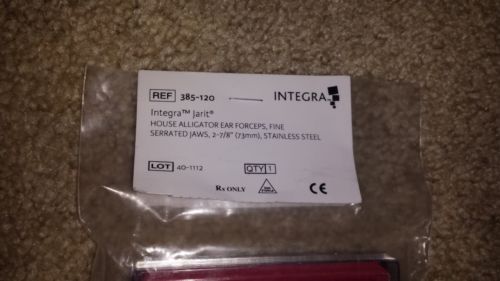 REF 385-120 INTEGRA
Integra™ Jarit®
HOUSE ALLIGATOR EAR FORCEPS, FINE
SERRATED JAWS, 2-7/8" (73mm), STAINLESS STEEL
LOT 40-1112 QTY 1
Rx ONLY CE